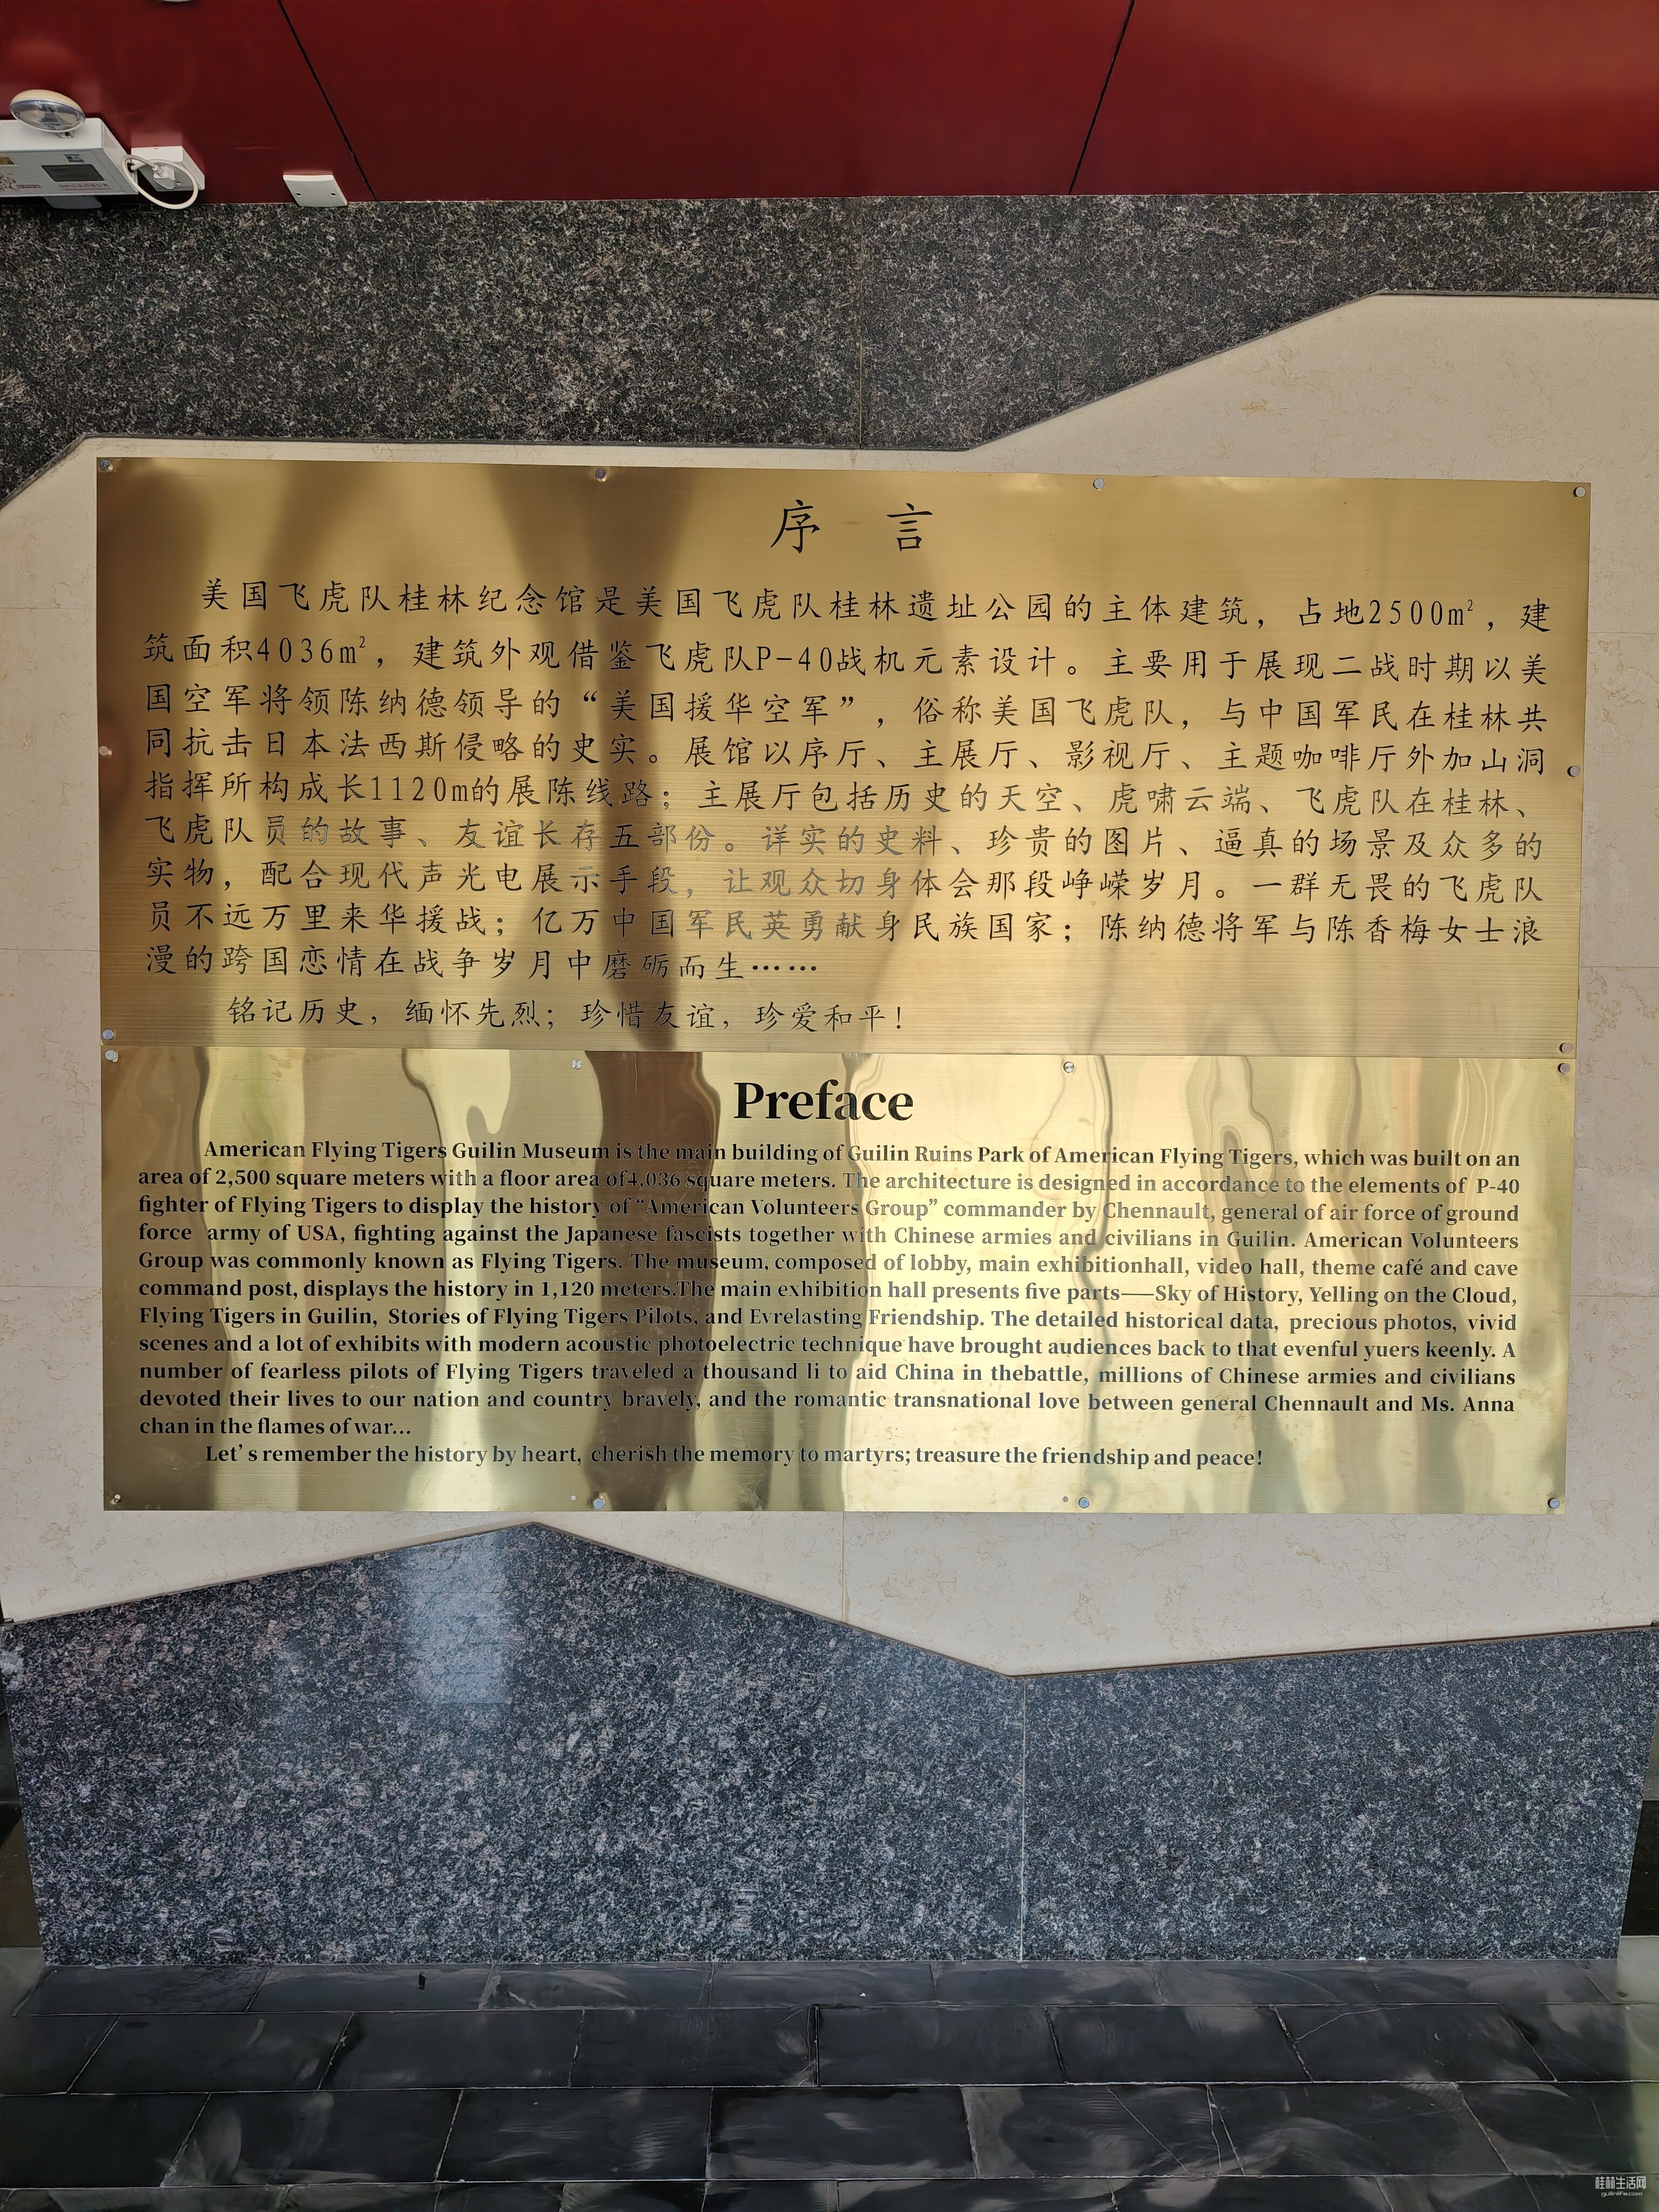 序 言
美国飞虎队桂林纪念馆是美国飞虎队桂林遗址公园的主体建筑，占地2500m²，建
筑面积4036m²，建筑外观借鉴飞虎队P-40战机元素设计。主要用于展现二战时期以美
国空军将领陈纳德领导的“美国援华空军”，俗称美国飞虎队，与中国军民在桂林共
同抗击日本法西斯侵略的史实。展馆以序厅、主展厅、影视厅、主题咖啡厅外加山洞
指挥所构成长1120m的展陈线路；主展厅包括历史的天空、虎啸云端、飞虎队在桂林、
飞虎队员的故事、友谊长存五部份。详实的史料、珍贵的图片、逼真的场景及众多的
实物，配合现代声光电展示手段，让观众切身体会那段峥嵘岁月。一群无畏的飞虎队
员不远万里来华援战；亿万中国军民英勇献身民族国家；陈纳德将军与陈香梅女士浪
漫的跨国恋情在战争岁月中磨砺而生……
铭记历史，缅怀先烈；珍惜友谊，珍爱和平！
Preface
American Flying Tigers Guilin Museum is the main building of Guilin Ruins Park of American Flying Tigers, which was built on an
area of 2,500 square meters with a floor area of4,036 square meters. The architecture is designed in accordance to the elements of P-40
fighter of Flying Tigers to display the history of “American Volunteers Group” commander by Chennault, general of air force of ground
force army of USA, fighting against the Japanese fascists together with Chinese armies and civilians in Guilin. American Volunteers
Group was commonly known as Flying Tigers. The museum, composed of lobby, main exhibitionhall, video hall, theme café and cave
command post, displays the history in 1,120 meters.The main exhibition hall presents five parts——Sky of History, Yelling on the Cloud,
Flying Tigers in Guilin, Stories of Flying Tigers Pilots, and Evrelasting Friendship. The detailed historical data, precious photos, vivid
scenes and a lot of exhibits with modern acoustic photoelectric technique have brought audiences back to that evenful yuers keenly. A
number of fearless pilots of Flying Tigers traveled a thousand li to aid China in thebattle, millions of Chinese armies and civilians
devoted their lives to our nation and country bravely, and the romantic transnational love between general Chennault and Ms. Anna
chan in the flames of war...
Let’s remember the history by heart, cherish the memory to martyrs; treasure the friendship and peace!
桂林生活网
guilinlife.com